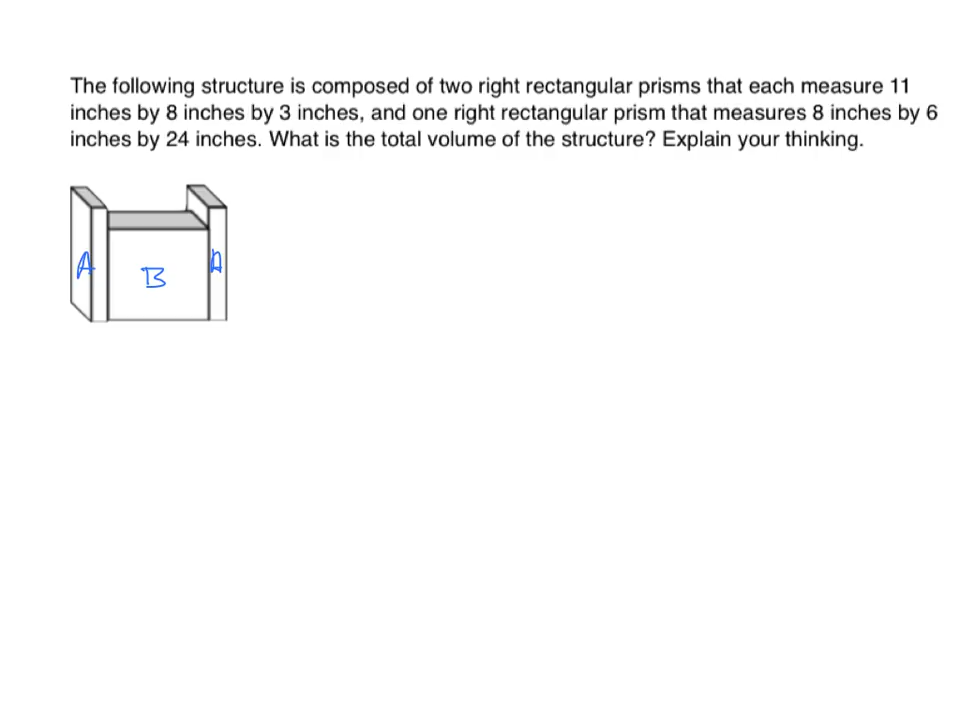 The following structure is composed of two right rectangular prisms that each measure 11
inches by 8 inches by 3 inches, and one right rectangular prism that measures 8 inches by 6
inches by 24 inches. What is the total volume of the structure? Explain your thinking.
A B A